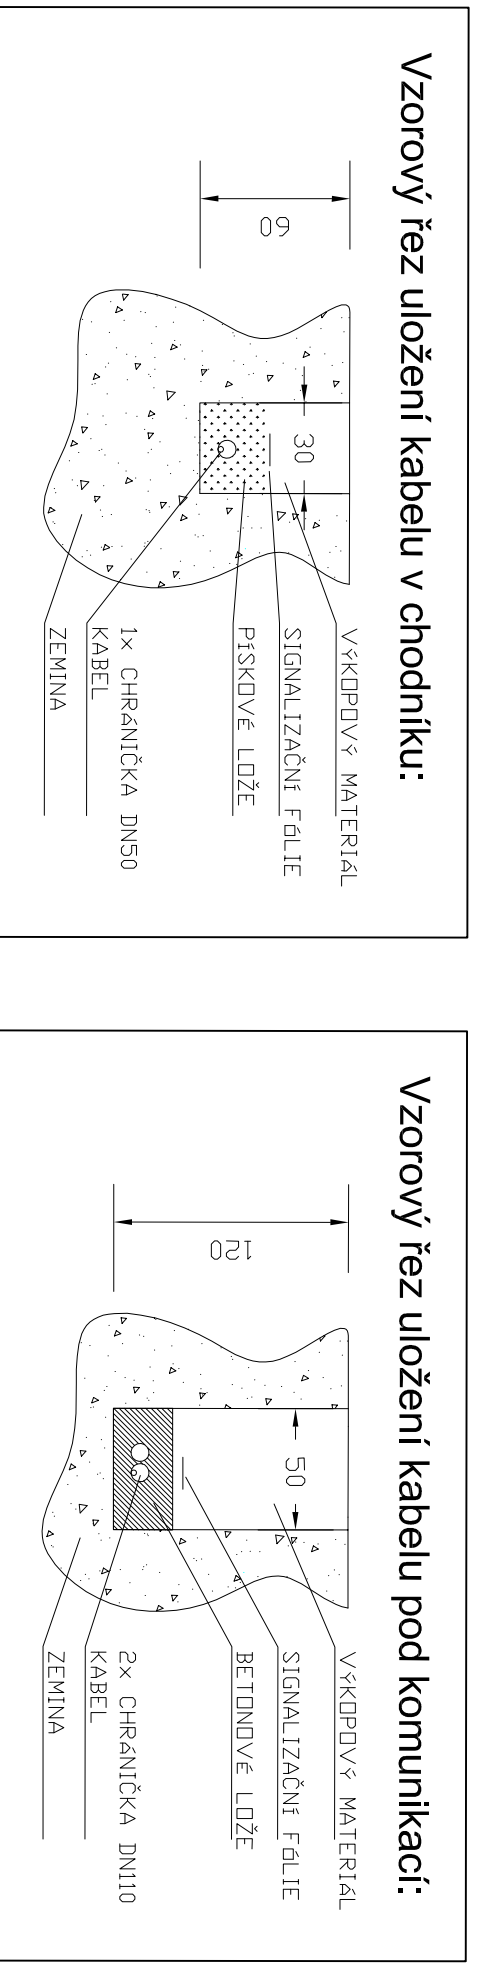 Vzorový řez uložení kabelu v chodníku:
60
30
VÝKOPOVÝ MATERIÁL
SIGNALIZAČNÍ FÓLIE
PÍSKOVÉ LOŽE
1x CHRÁNIČKA DN50
KABEL
ZEMINA
Vzorový řez uložení kabelu pod komunikací:
120
50
VÝKOPOVÝ MATERIÁL
SIGNALIZAČNÍ FÓLIE
BETONOVÉ LOŽE
2x CHRÁNIČKA DN110
KABEL
ZEMINA